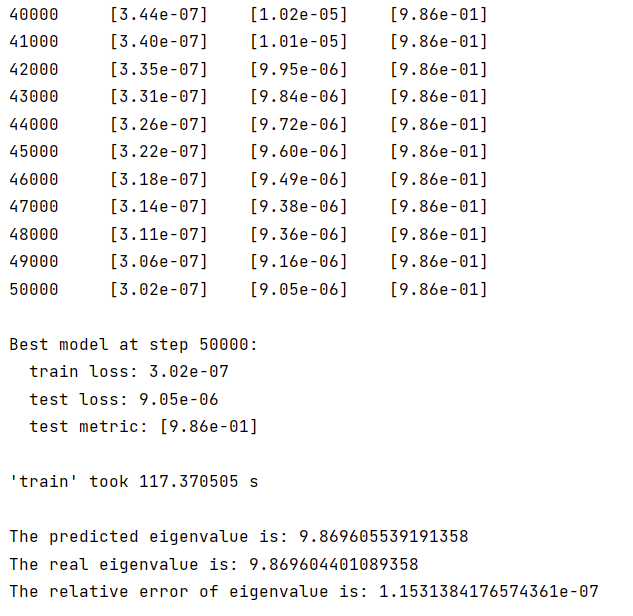 40000 [3.44e-07] [1.02e-05] [9.86e-01]
41000 [3.40e-07] [1.01e-05] [9.86e-01]
42000 [3.35e-07] [9.95e-06] [9.86e-01]
43000 [3.31e-07] [9.84e-06] [9.86e-01]
44000 [3.26e-07] [9.72e-06] [9.86e-01]
45000 [3.22e-07] [9.60e-06] [9.86e-01]
46000 [3.18e-07] [9.49e-06] [9.86e-01]
47000 [3.14e-07] [9.38e-06] [9.86e-01]
48000 [3.11e-07] [9.36e-06] [9.86e-01]
49000 [3.06e-07] [9.16e-06] [9.86e-01]
50000 [3.02e-07] [9.05e-06] [9.86e-01]
Best model at step 50000:
train loss: 3.02e-07
test loss: 9.05e-06
test metric: [9.86e-01]
'train' took 117.370505 s
The predicted eigenvalue is: 9.869605539191358
The real eigenvalue is: 9.869604401089358
The relative error of eigenvalue is: 1.1531384176574361e-07